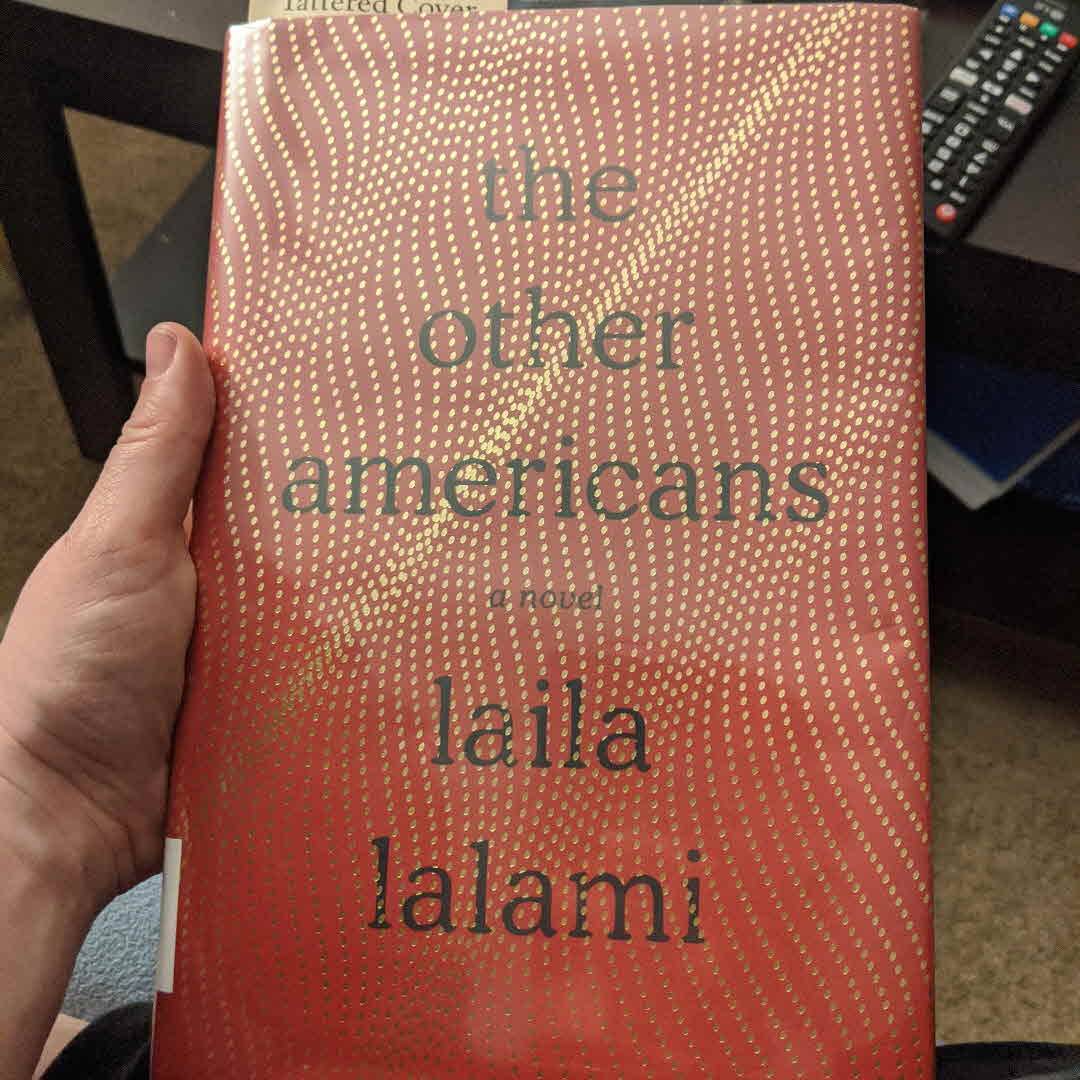 Tattered Cover
the
other
americans
a novel
laila
lalami